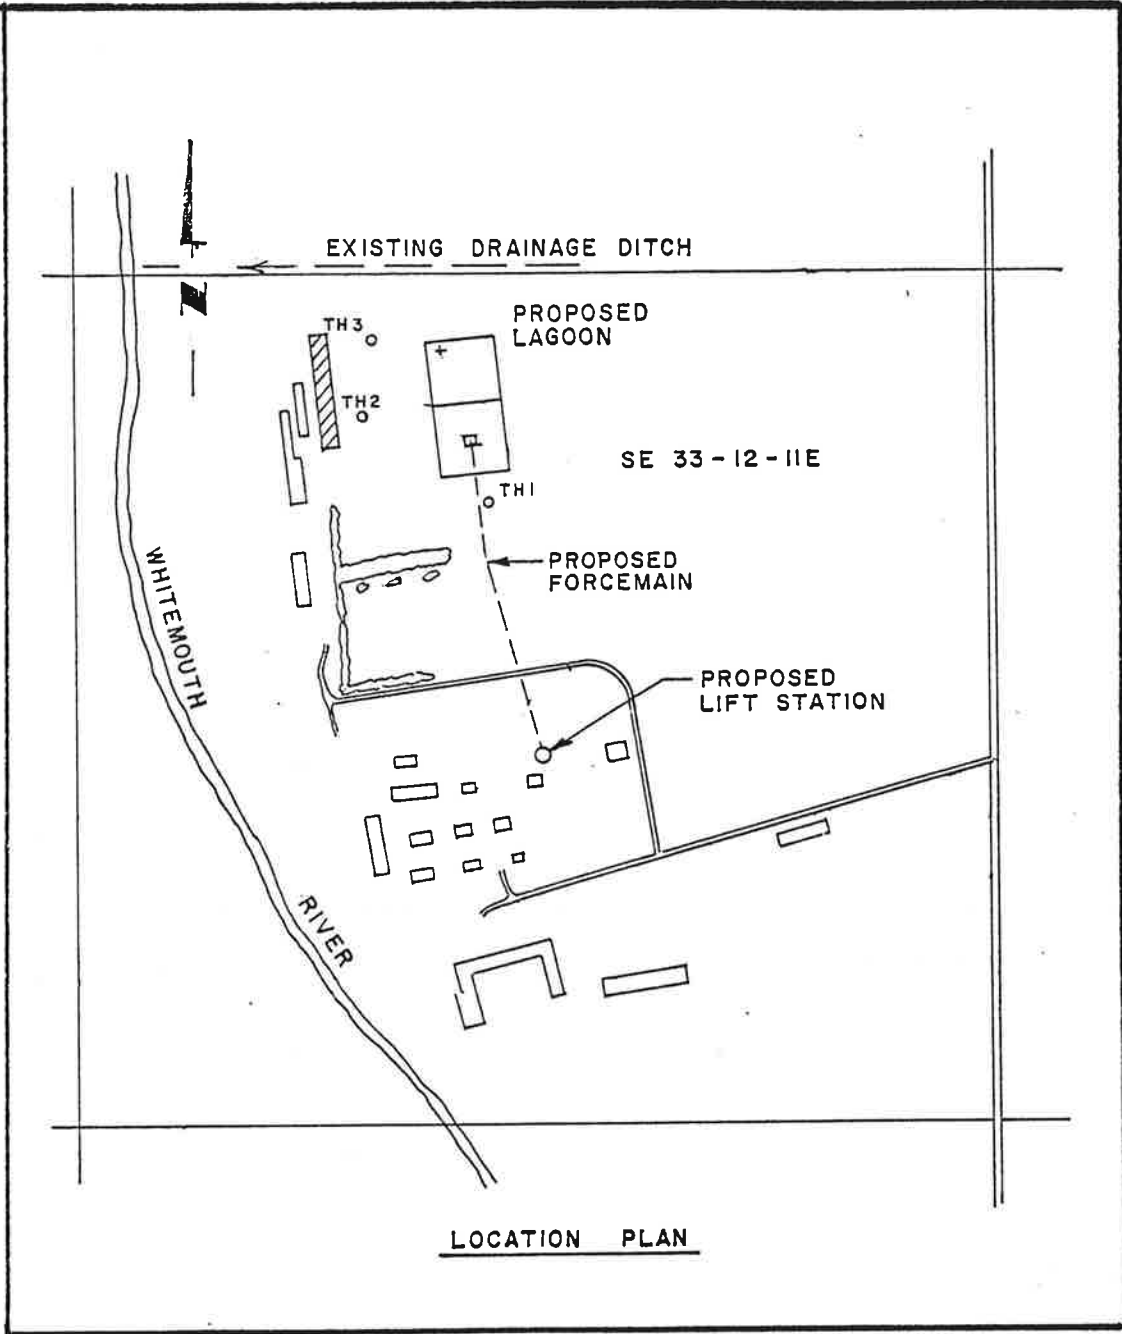 EXISTING DRAINAGE DITCH
N
PROPOSED
LAGOON
TH3
TH2
SE 33-12-11E
TH1
PROPOSED
FORCEMAIN
WHITEMOUTH
RIVER
PROPOSED
LIFT STATION
LOCATION PLAN